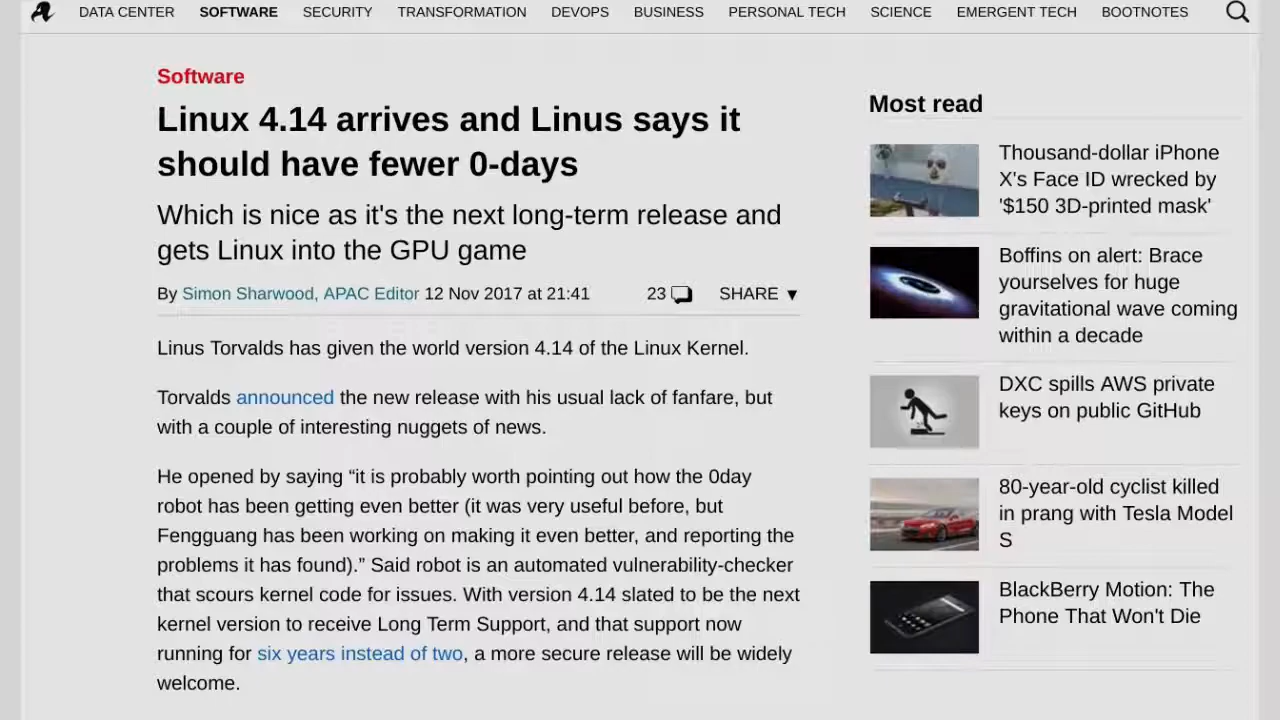 DATA CENTER SOFTWARE SECURITY TRANSFORMATION DEVOPS BUSINESS PERSONAL TECH SCIENCE EMERGENT TECH BOOTNOTES
Software
Linux 4.14 arrives and Linus says it
should have fewer 0-days
Which is nice as it's the next long-term release and
gets Linux into the GPU game
By Simon Sharwood, APAC Editor 12 Nov 2017 at 21:41 23 SHARE ▼
Linus Torvalds has given the world version 4.14 of the Linux Kernel.
Torvalds announced the new release with his usual lack of fanfare, but
with a couple of interesting nuggets of news.
He opened by saying “it is probably worth pointing out how the 0day
robot has been getting even better (it was very useful before, but
Fengguang has been working on making it even better, and reporting the
problems it has found).” Said robot is an automated vulnerability-checker
that scours kernel code for issues. With version 4.14 slated to be the next
kernel version to receive Long Term Support, and that support now
running for six years instead of two, a more secure release will be widely
welcome.
Most read
Thousand-dollar iPhone
X's Face ID wrecked by
'$150 3D-printed mask'
Boffins on alert: Brace
yourselves for huge
gravitational wave coming
within a decade
DXC spills AWS private
keys on public GitHub
80-year-old cyclist killed
in prang with Tesla Model
S
BlackBerry Motion: The
Phone That Won't Die